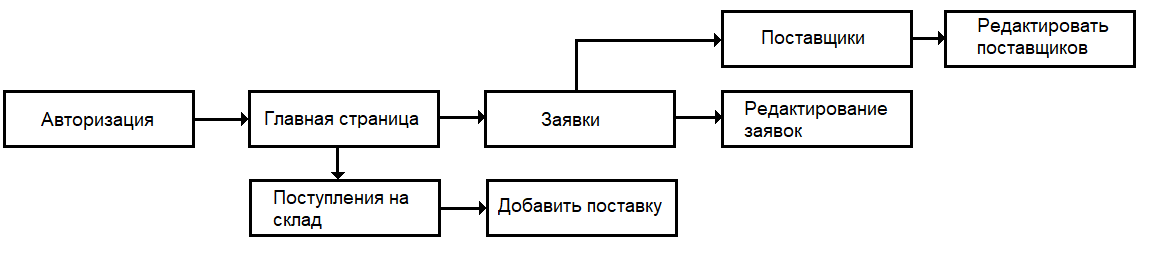 Поставщики
Редактировать
поставщиков
Авторизация
Главная страница
Заявки
Редактирование
заявок
Поступления на
склад
Добавить поставку